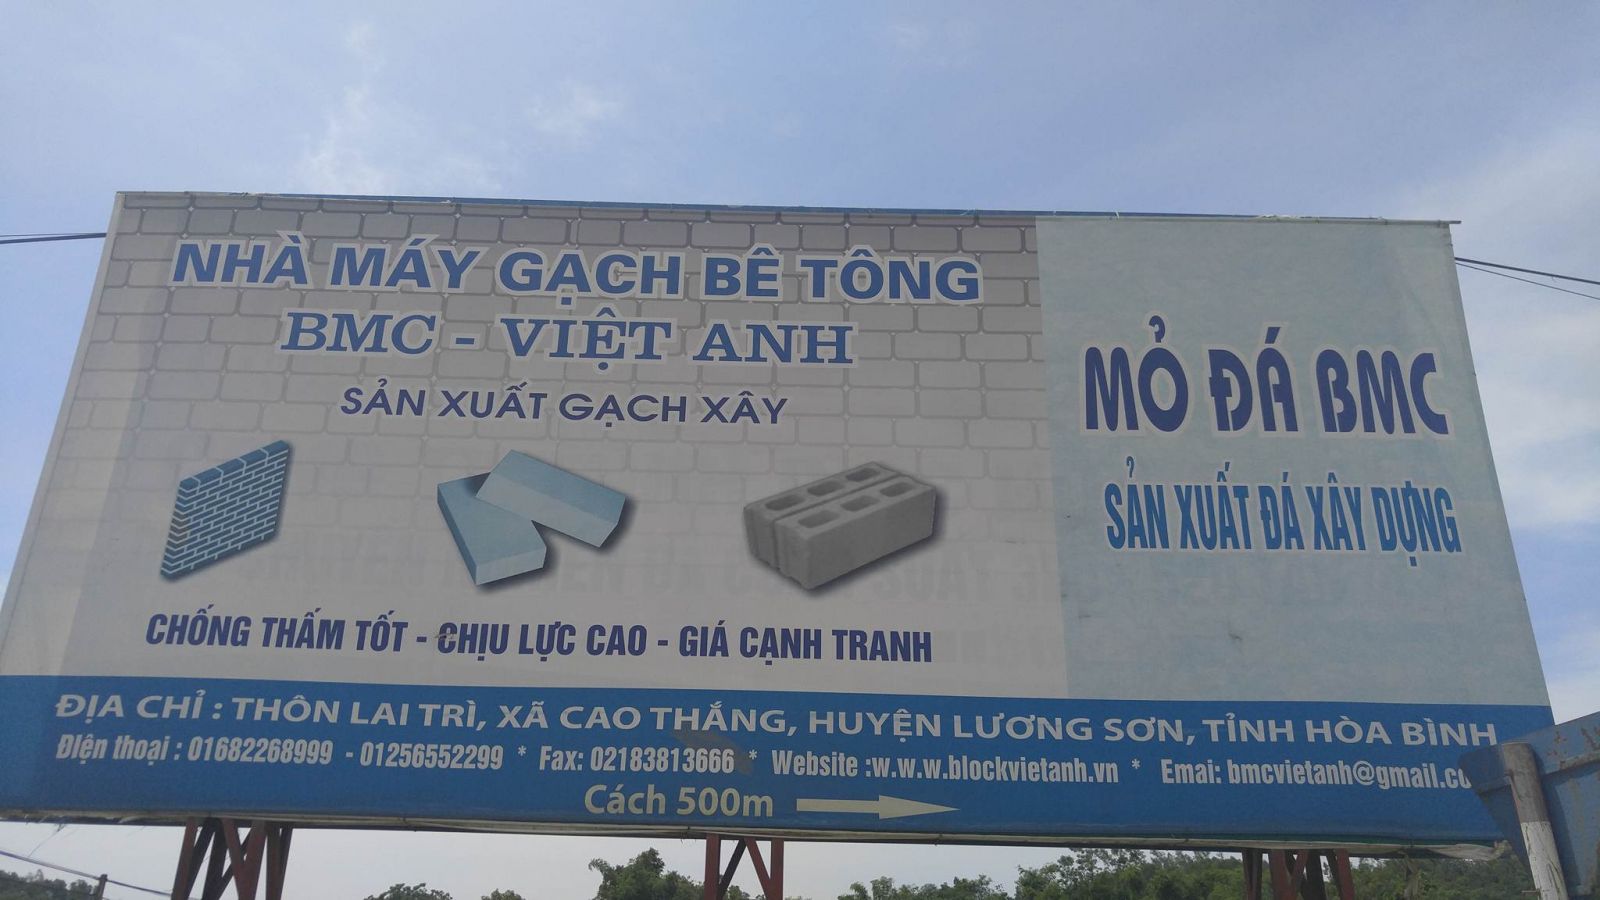 NHÀ MÁY GẠCH BÊ TÔNG
BMC - VIỆT ANH
SẢN XUẤT GẠCH XÂY
CHỐNG THẤM TỐT - CHỊU LỰC CAO - GIÁ CẠNH TRANH
MỎ ĐÁ BMC
SẢN XUẤT ĐÁ XÂY DỰNG
ĐỊA CHỈ : THÔN LAI TRÌ, XÃ CAO THẮNG, HUYỆN LƯƠNG SƠN, TỈNH HÒA BÌNH
Điện thoại : 01682268999 - 01256552299 * Fax: 02183813666 * Website :w.w.w.blockvietanh.vn * Emai: bmcvietanh@gmail.co
Cách 500m